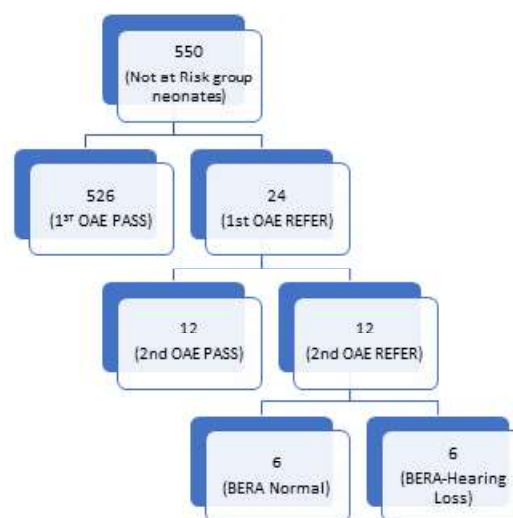 550
(Not at Risk group
neonates)
526
(1ST OAE PASS)
24
(1st OAE REFER)
12
(2nd OAE PASS)
12
(2nd OAE REFER)
6
(BERA Normal)
6
(BERA-Hearing
Loss)